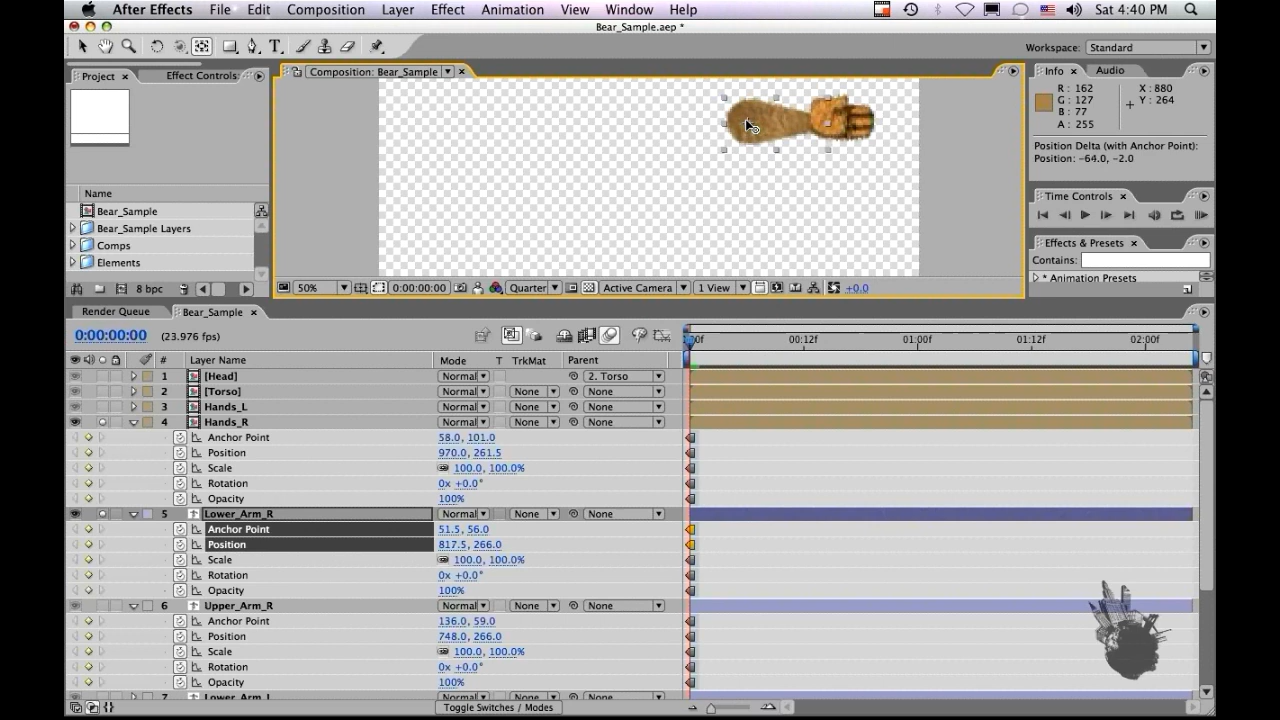 After Effects File Edit Composition Layer Effect Animation View Window Help Sat 4:40 PM
Bear_Sample.aep *
Workspace: Standard
Project × Effect Controls:
Composition: Bear_Sample
Info × Audio
R : 162 X : 880
G : 127 Y : 264
B : 77
A : 255
Position Delta (with Anchor Point):
Position: -64.0, -2.0
Name
Bear_Sample
Bear_Sample Layers
Comps
Elements
Time Controls ×
Effects & Presets ×
Contains:
* Animation Presets
8 bpc
50% 0:00:00:00 Quarter Active Camera 1 View +0.0
Render Queue Bear_Sample ×
0:00:00:00 (23.976 fps)
00f 00:12f 01:00f 01:12f 02:00f
# Layer Name Mode T TrkMat Parent
1 [Head] Normal 2. Torso
2 [Torso] Normal None None
3 Hands_L Normal None None
4 Hands_R Normal None None
Anchor Point 58.0, 101.0
Position 970.0, 261.5
Scale 100.0, 100.0%
Rotation 0x +0.0°
Opacity 100%
5 Lower_Arm_R Normal None None
Anchor Point 51.5, 56.0
Position 817.5, 266.0
Scale 100.0, 100.0%
Rotation 0x +0.0°
Opacity 100%
6 Upper_Arm_R Normal None None
Anchor Point 136.0, 59.0
Position 748.0, 266.0
Scale 100.0, 100.0%
Rotation 0x +0.0°
Opacity 100%
7 Lower_Arm_L Normal None None
Toggle Switches / Modes